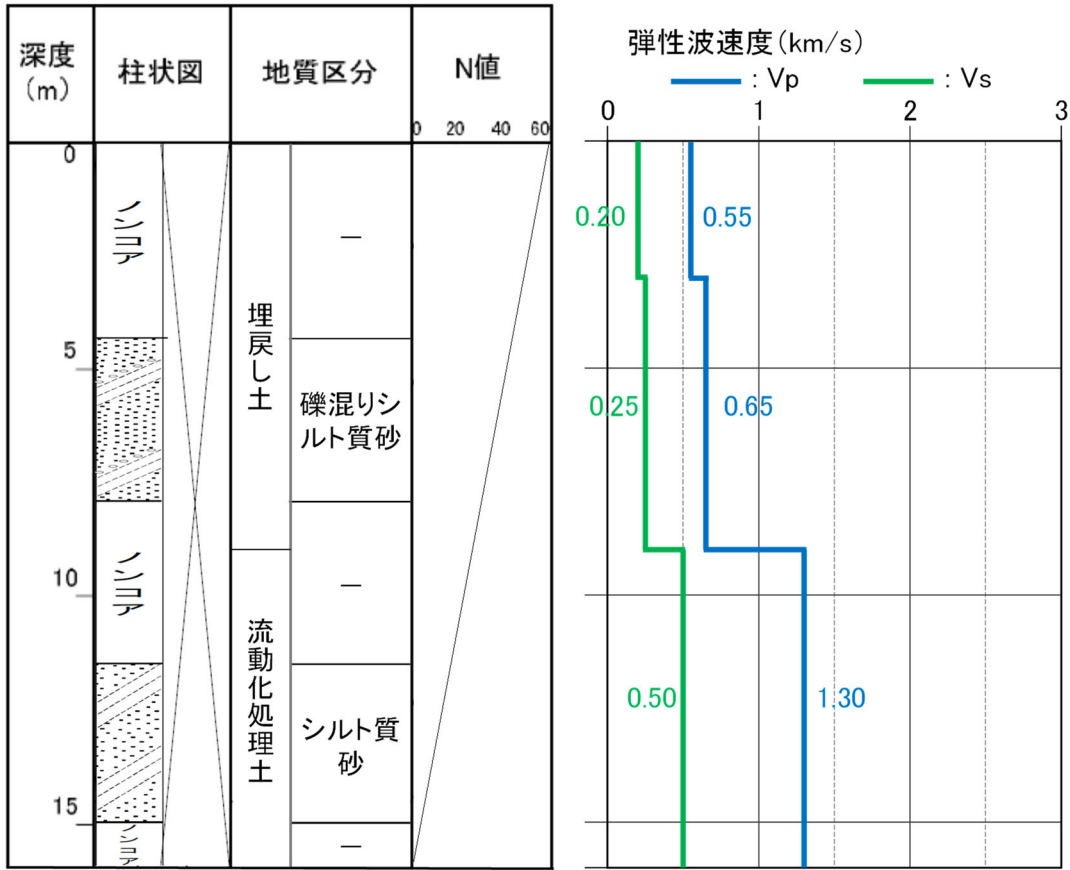 深度
(m)
柱状図
地質区分
N値
0 20 40 60
0
5
10
15
ノンコア
ノンコア
ノンコア
埋戻し土
流動化処理土
―
礫混りシ
ルト質砂
―
シルト質
砂
―
弾性波速度(km/s)
: Vp : Vs
0 1 2 3
0.20 0.55
0.25 0.65
0.50 1.30